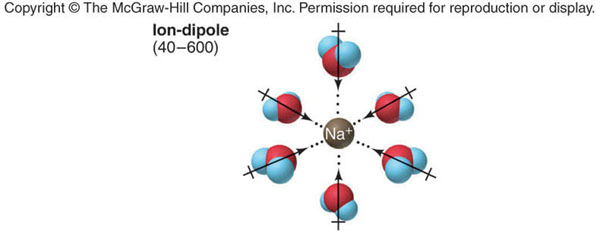 Copyright © The McGraw-Hill Companies, Inc. Permission required for reproduction or display.
Ion-dipole
(40–600)
Na+